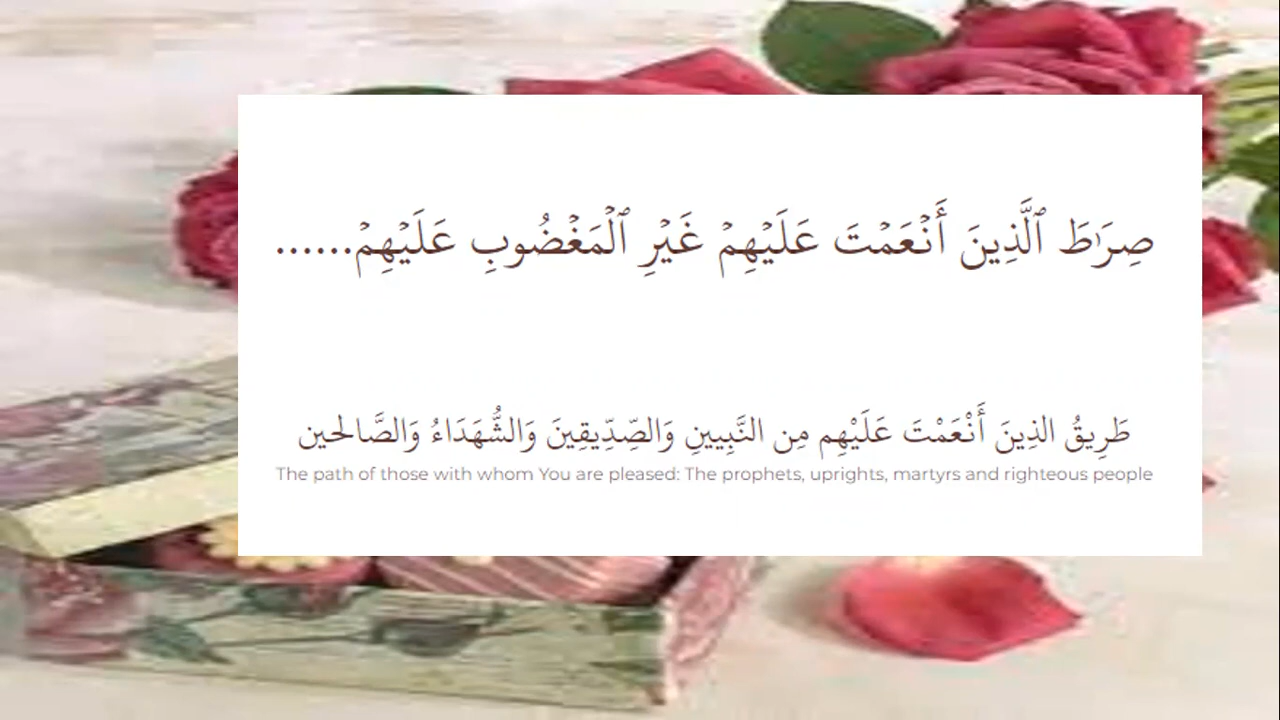 صِرَٰطَ ٱلَّذِينَ أَنۡعَمۡتَ عَلَيۡهِمۡ غَيۡرِ ٱلۡمَغۡضُوبِ عَلَيۡهِمۡ......
طَرِيقُ الذِينَ أَنْعَمْتَ عَلَيْهِم مِن النَّبِيينِ وَالصِّدِّيقِينَ وَالشُّهَدَاءُ وَالصَّالحين
The path of those with whom You are pleased: The prophets, uprights, martyrs and righteous people